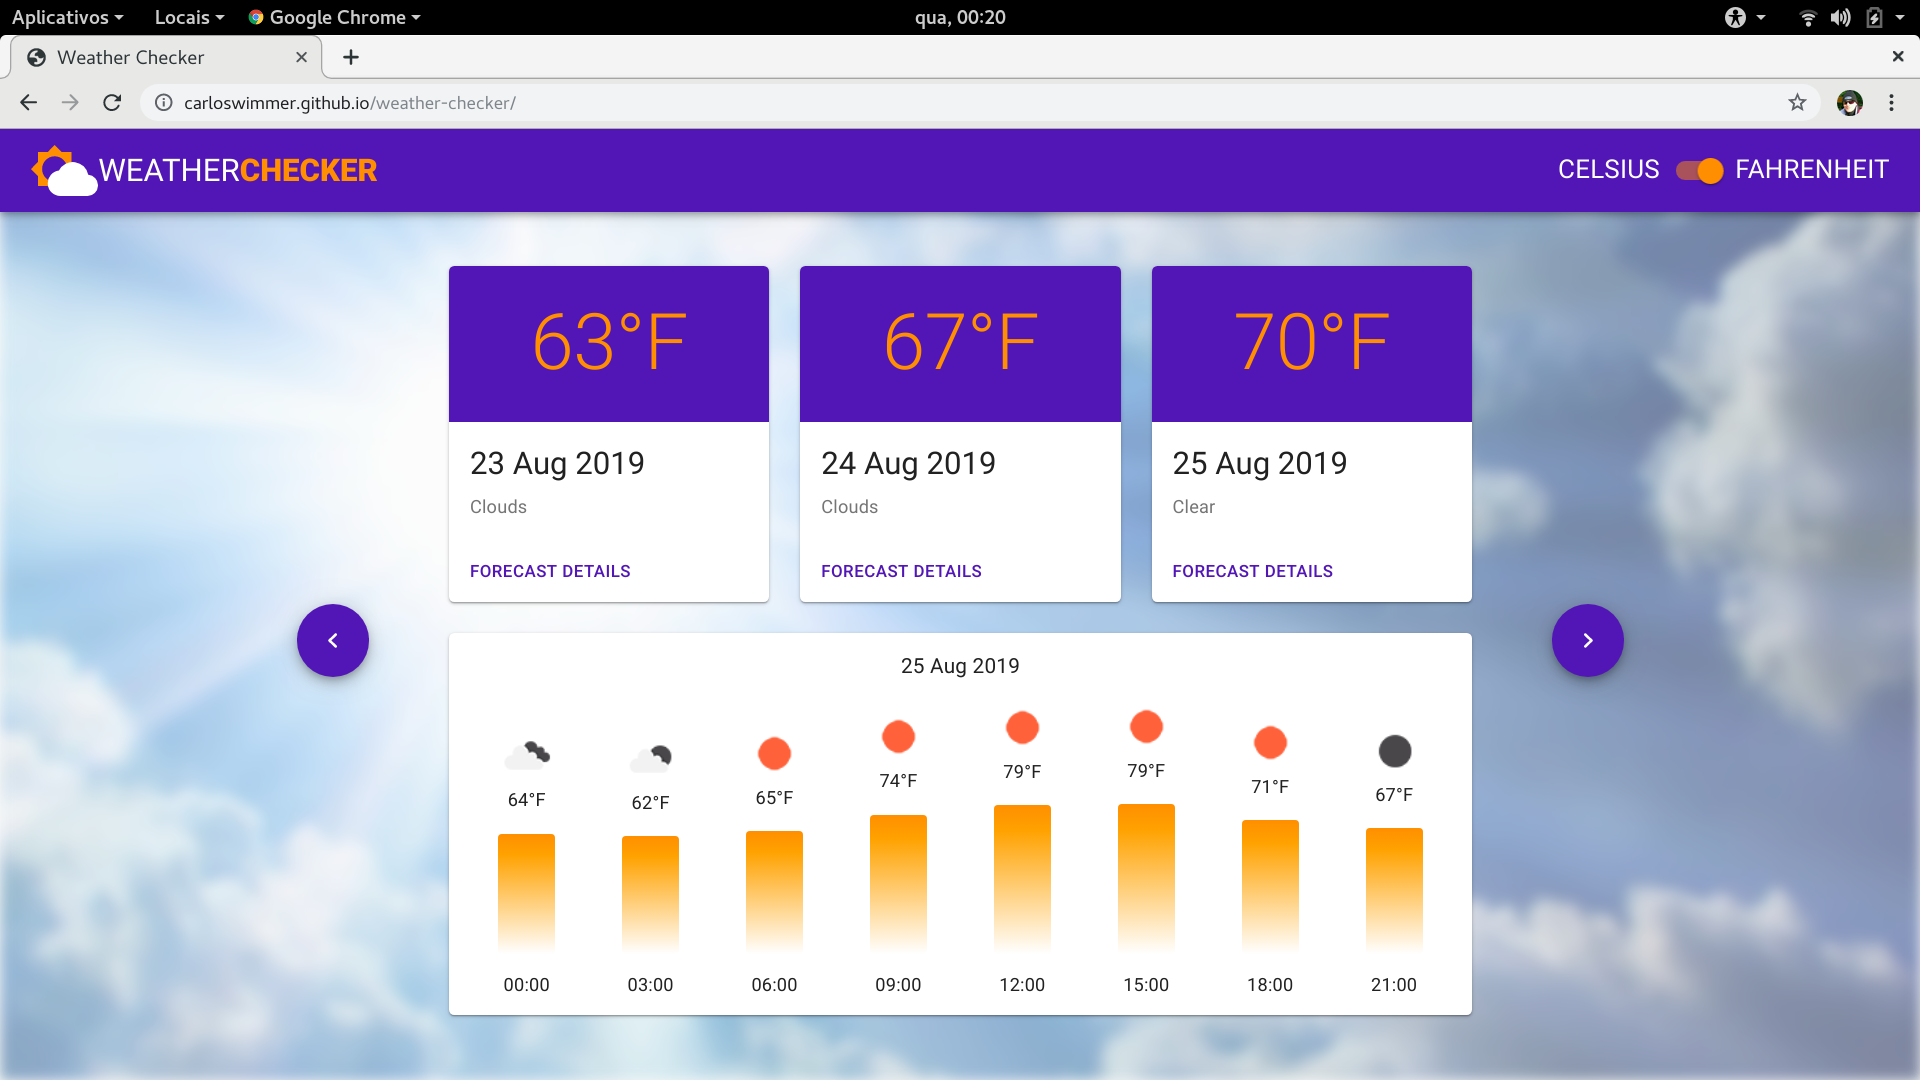 Aplicativos Locais Google Chrome qua, 00:20
Weather Checker
carloswimmer.github.io/weather-checker/
WEATHERCHECKER CELSIUS FAHRENHEIT
63°F 67°F 70°F
23 Aug 2019 24 Aug 2019 25 Aug 2019
Clouds Clouds Clear
FORECAST DETAILS FORECAST DETAILS FORECAST DETAILS
25 Aug 2019
64°F 62°F 65°F 74°F 79°F 79°F 71°F 67°F
00:00 03:00 06:00 09:00 12:00 15:00 18:00 21:00